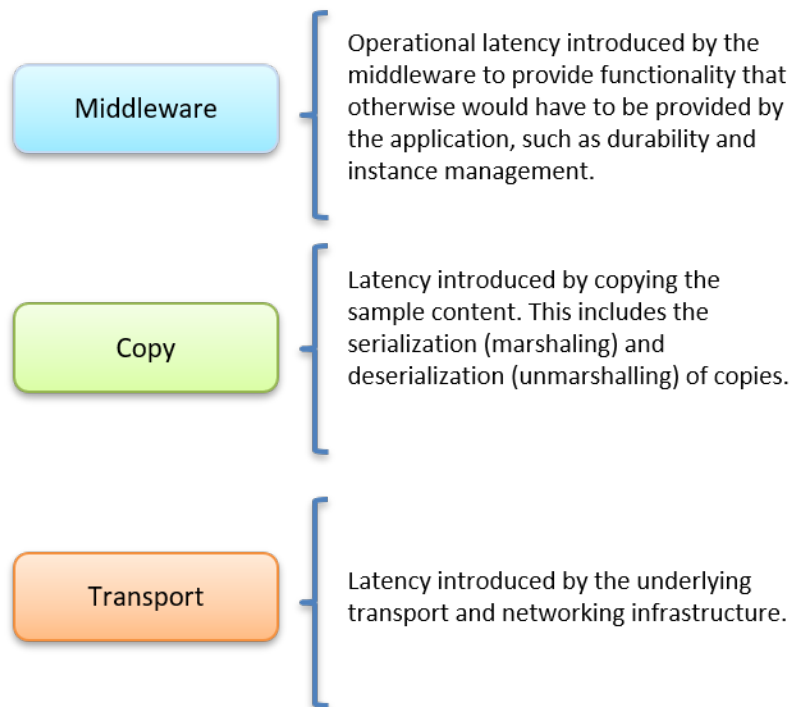 Middleware
Operational latency introduced by the
middleware to provide functionality that
otherwise would have to be provided by
the application, such as durability and
instance management.
Copy
Latency introduced by copying the
sample content. This includes the
serialization (marshaling) and
deserialization (unmarshalling) of copies.
Transport
Latency introduced by the underlying
transport and networking infrastructure.